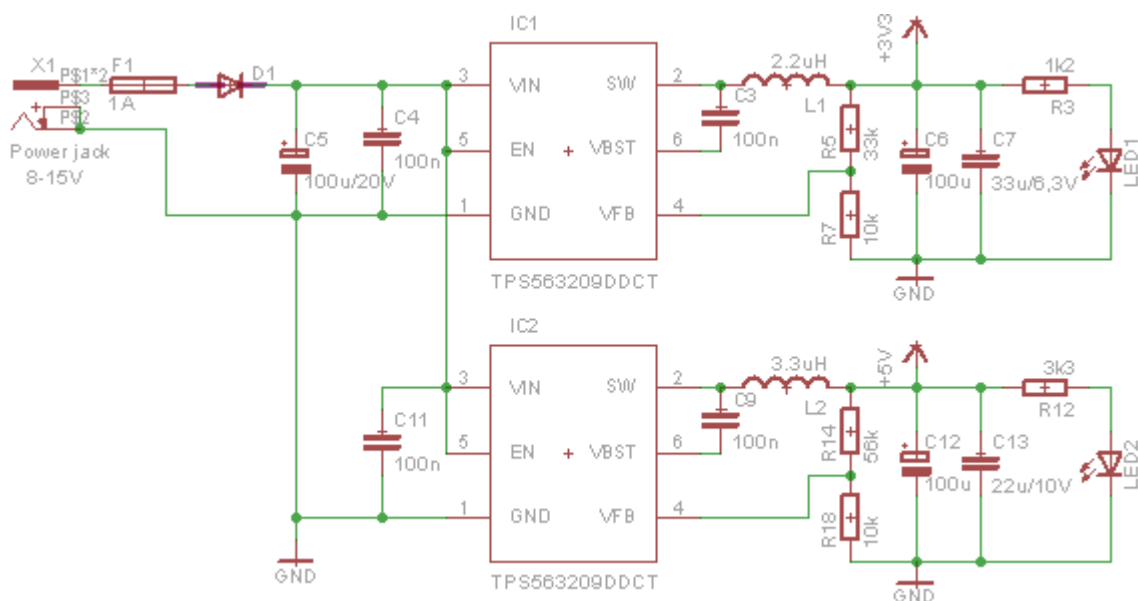 IC1
X1
PS1*2
F1
D1
PS3
PS2
1A
Power jack
8-15V
C5
100u/20V
C4
100n
3
VIN
SW
2
5
EN
VBST
6
1
GND
VFB
4
TPS563209DDCT
C3
100n
2.2uH
L1
R5
33k
R7
10k
+3V3
C6
100u
C7
33u/6,3V
1k2
R3
LED1
GND
IC2
C11
100n
3
VIN
SW
2
5
EN
VBST
6
1
GND
VFB
4
TPS563209DDCT
GND
C9
100n
3.3uH
L2
R14
56k
R18
10k
+5V
C12
100u
C13
22u/10V
3k3
R12
LED2
GND